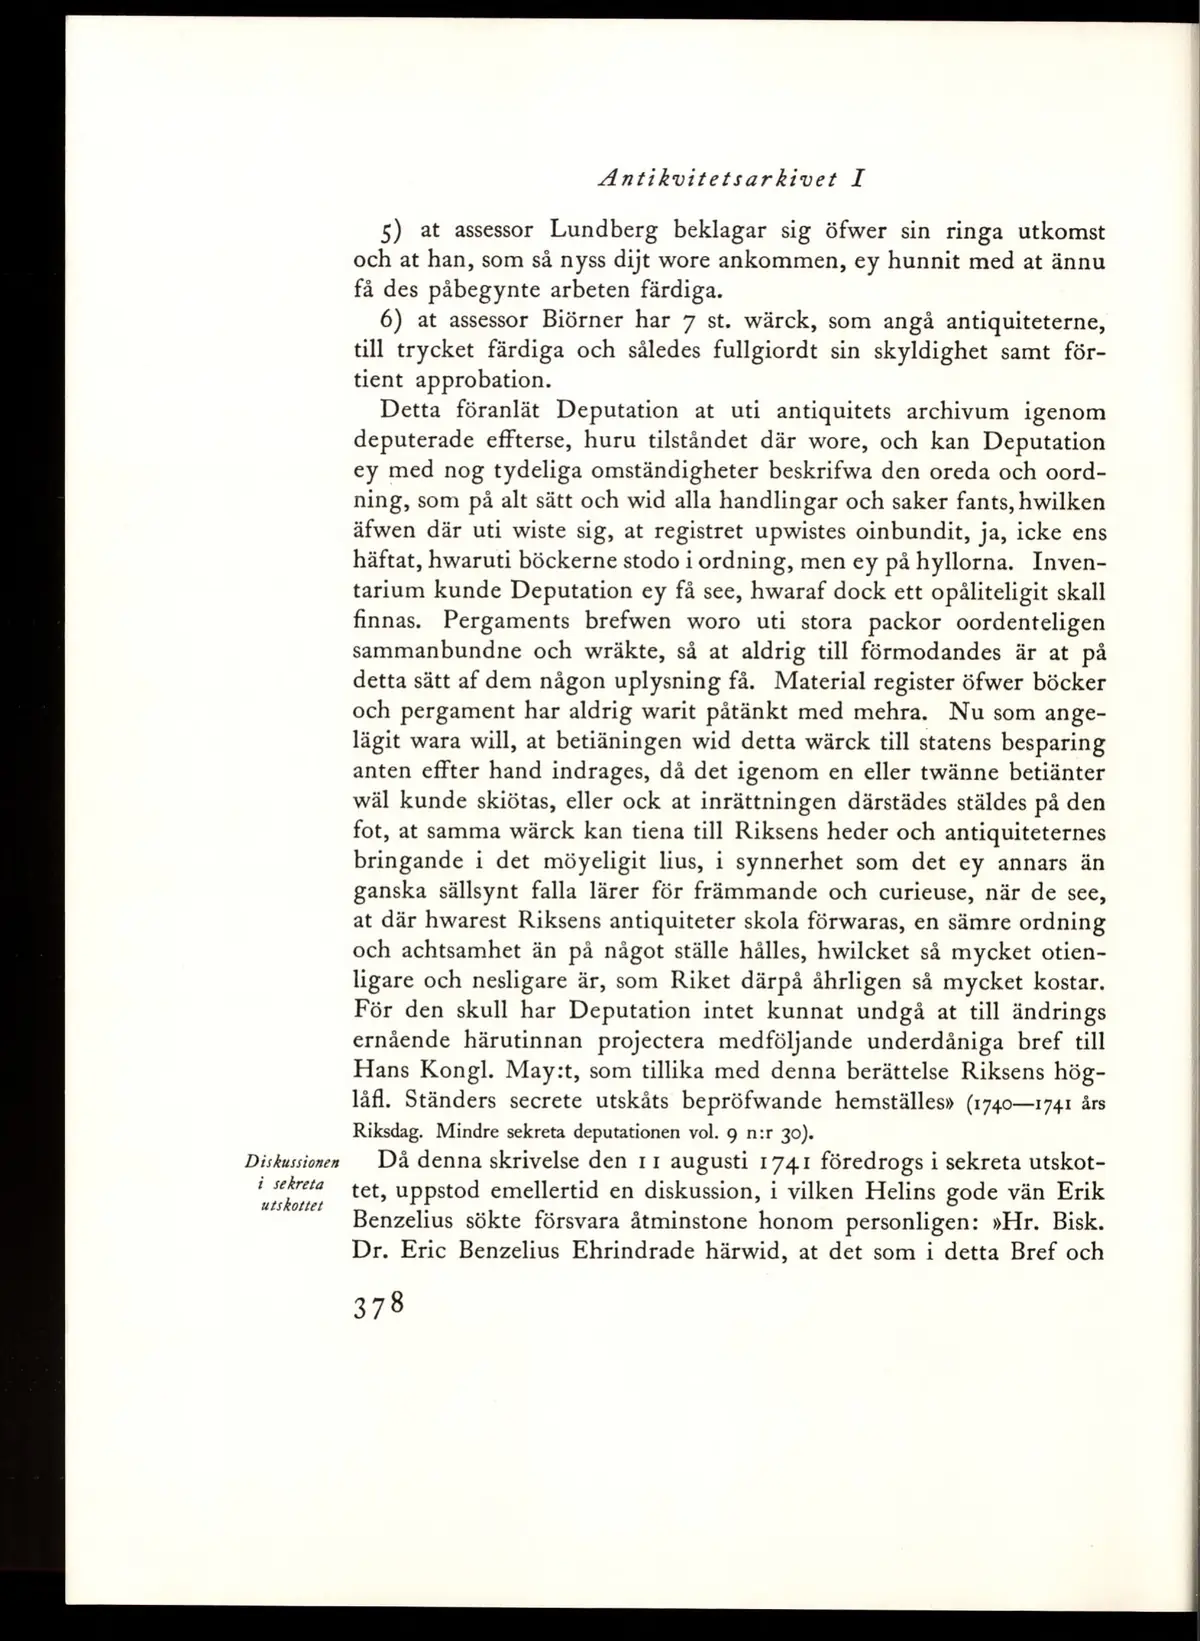 Antikvitetsarkivet I
5) at assessor Lundberg beklagar sig öfwer sin ringa utkomst
och at han, som så nyss dijt wore ankommen, ey hunnit med at ännu
få des påbegynte arbeten färdiga.
6) at assessor Biörner har 7 st. wärck, som angå antiquiteterne,
till trycket färdiga och således fullgiordt sin skyldighet samt för-
tient approbation.
Detta föranlät Deputation at uti antiquitets archivum igenom
deputerade effterse, huru tilståndet där wore, och kan Deputation
ey med nog tydeliga omständigheter beskrifwa den oreda och oord-
ning, som på alt sätt och wid alla handlingar och saker fants, hwilken
äfwen där uti wiste sig, at registret upwistes oinbundit, ja, icke ens
häftat, hwaruti böckerne stodo i ordning, men ey på hyllorna. Inven-
tarium kunde Deputation ey få see, hwaraf dock ett opåliteligit skall
finnas. Pergaments brefwen woro uti stora packor oordenteligen
sammanbundne och wräkte, så at aldrig till förmodandes är at på
detta sätt af dem någon uplysning få. Material register öfwer böcker
och pergament har aldrig warit påtänkt med mehra. Nu som ange-
lägit wara will, at betiäningen wid detta wärck till statens besparing
anten effter hand indrages, då det igenom en eller twänne betiänter
wäl kunde skiötas, eller ock at inrättningen därstädes stäldes på den
fot, at samma wärck kan tiena till Riksens heder och antiquiteternes
bringande i det möyeligit lius, i synnerhet som det ey annars än
ganska sällsynt falla lärer för främmande och curieuse, när de see,
at där hwarest Riksens antiquiteter skola förwaras, en sämre ordning
och achtsamhet än på något ställe hålles, hwilcket så mycket otien-
ligare och nesligare är, som Riket därpå åhrligen så mycket kostar.
För den skull har Deputation intet kunnat undgå at till ändrings
ernående härutinnan projectera medföljande underdåniga bref till
Hans Kongl. May:t, som tillika med denna berättelse Riksens hög-
låfl. Ständers secrete utskåts bepröfwande hemställes» (1740—1741 års
Riksdag. Mindre sekreta deputationen vol. 9 n:r 30).
Diskussionen
i sekreta
utskottet
Då denna skrivelse den 11 augusti 1741 föredrogs i sekreta utskot-
tet, uppstod emellertid en diskussion, i vilken Helins gode vän Erik
Benzelius sökte försvara åtminstone honom personligen: »Hr. Bisk.
Dr. Eric Benzelius Ehrindrade härwid, at det som i detta Bref och
378